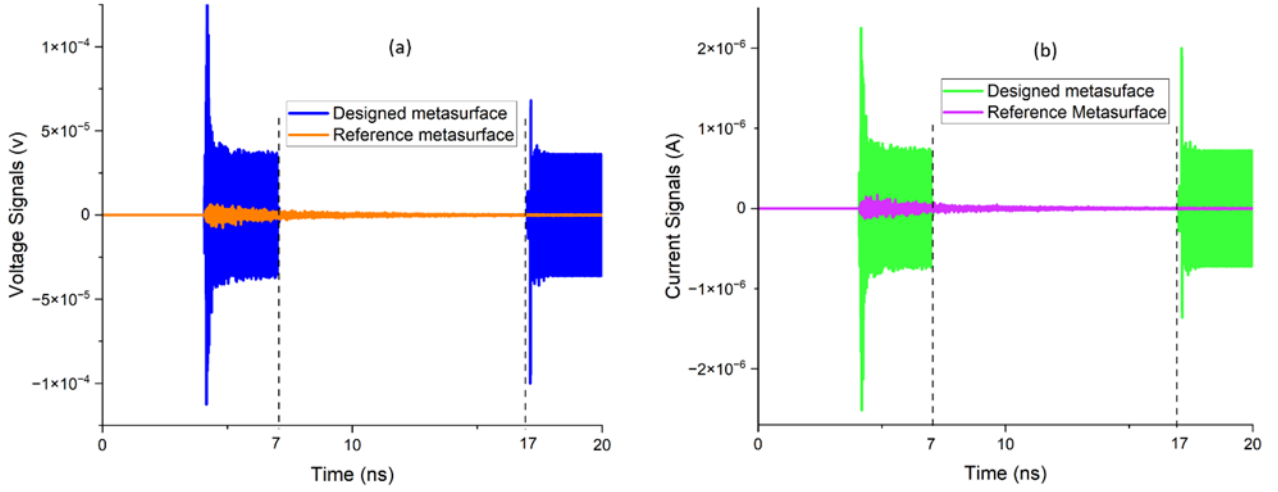 (a)
Voltage Signals (v)
1×10⁻⁴
5×10⁻⁵
0
−5×10⁻⁵
−1×10⁻⁴
Designed metasurface
Reference metasurface
0
7
10
17
20
Time (ns)
(b)
Current Signals (A)
2×10⁻⁶
1×10⁻⁶
0
−1×10⁻⁶
−2×10⁻⁶
Designed metasuface
Reference Metasurface
0
7
10
17
20
Time (ns)